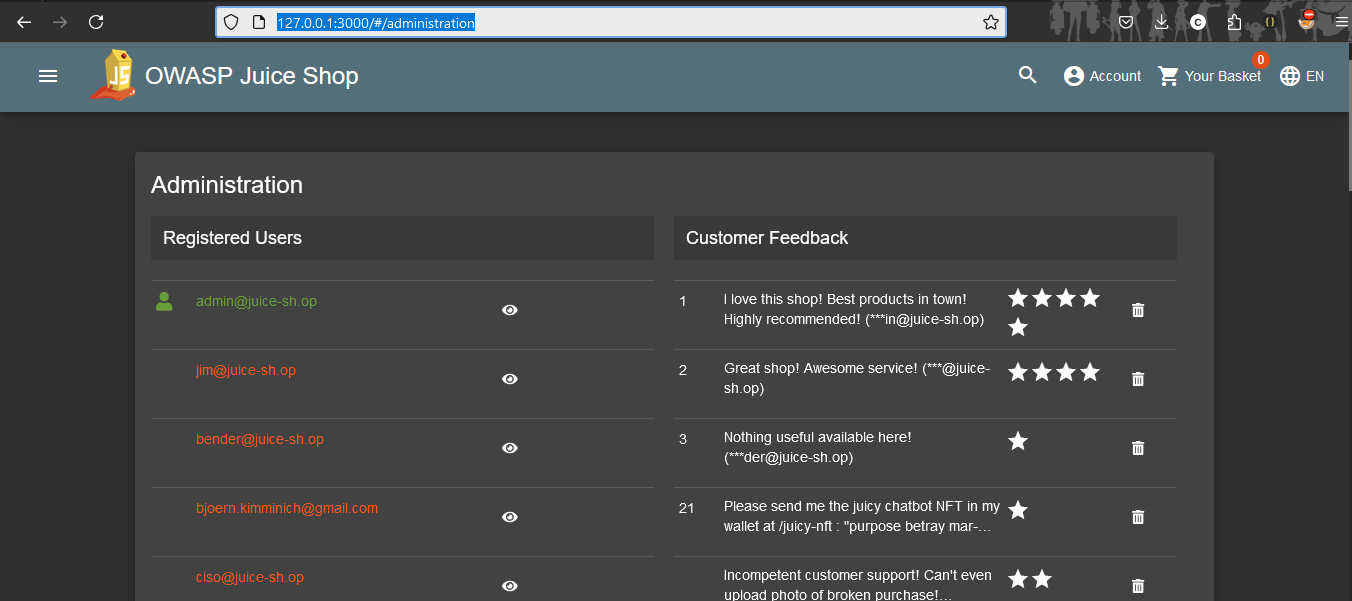 127.0.0.1:3000/#/administration
JS
OWASP Juice Shop
Account
Your Basket
0
EN
Administration
Registered Users
admin@juice-sh.op
jim@juice-sh.op
bender@juice-sh.op
bjoern.kimminich@gmail.com
ciso@juice-sh.op
Customer Feedback
1
I love this shop! Best products in town!
Highly recommended! (***in@juice-sh.op)
2
Great shop! Awesome service! (***@juice-
sh.op)
3
Nothing useful available here!
(***der@juice-sh.op)
21
Please send me the juicy chatbot NFT in my
wallet at /juicy-nft : "purpose betray mar-…
Incompetent customer support! Can't even
upload photo of broken purchase!…